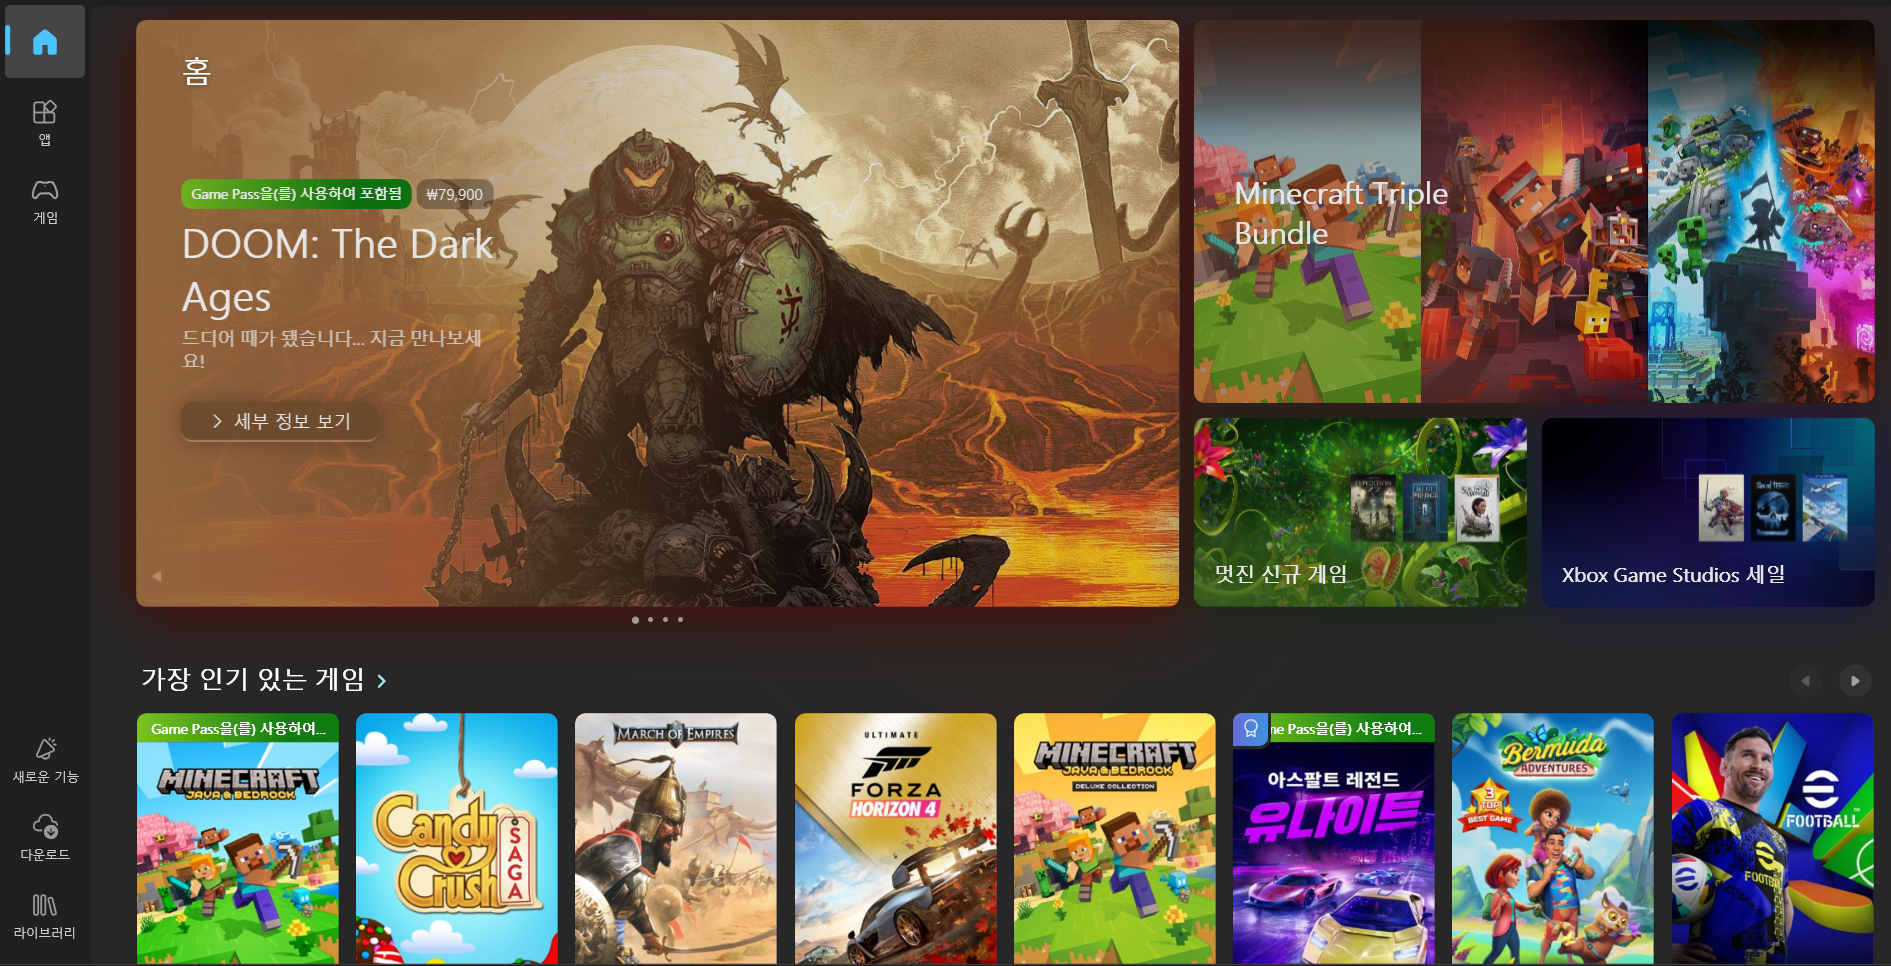 홈
앱
게임
새로운 기능
다운로드
라이브러리
Game Pass을(를) 사용하여 포함됨
₩79,900
DOOM: The Dark
Ages
드디어 때가 됐습니다... 지금 만나보세
요!
세부 정보 보기
Minecraft Triple
Bundle
EXPEDITION
멋진 신규 게임
Xbox Game Studios 세일
가장 인기 있는 게임
Game Pass을(를) 사용하여...
MINECRAFT
JAVA & BEDROCK
Candy
Crush
SAGA
MARCH OF EMPIRES
ULTIMATE
FORZA
HORIZON 4
MINECRAFT
JAVA & BEDROCK
DELUXE COLLECTION
ne Pass을(를) 사용하여...
아스팔트 레전드
유나이트
Bermuda
ADVENTURES
3
TOP
BEST GAME
FOOTBALL™